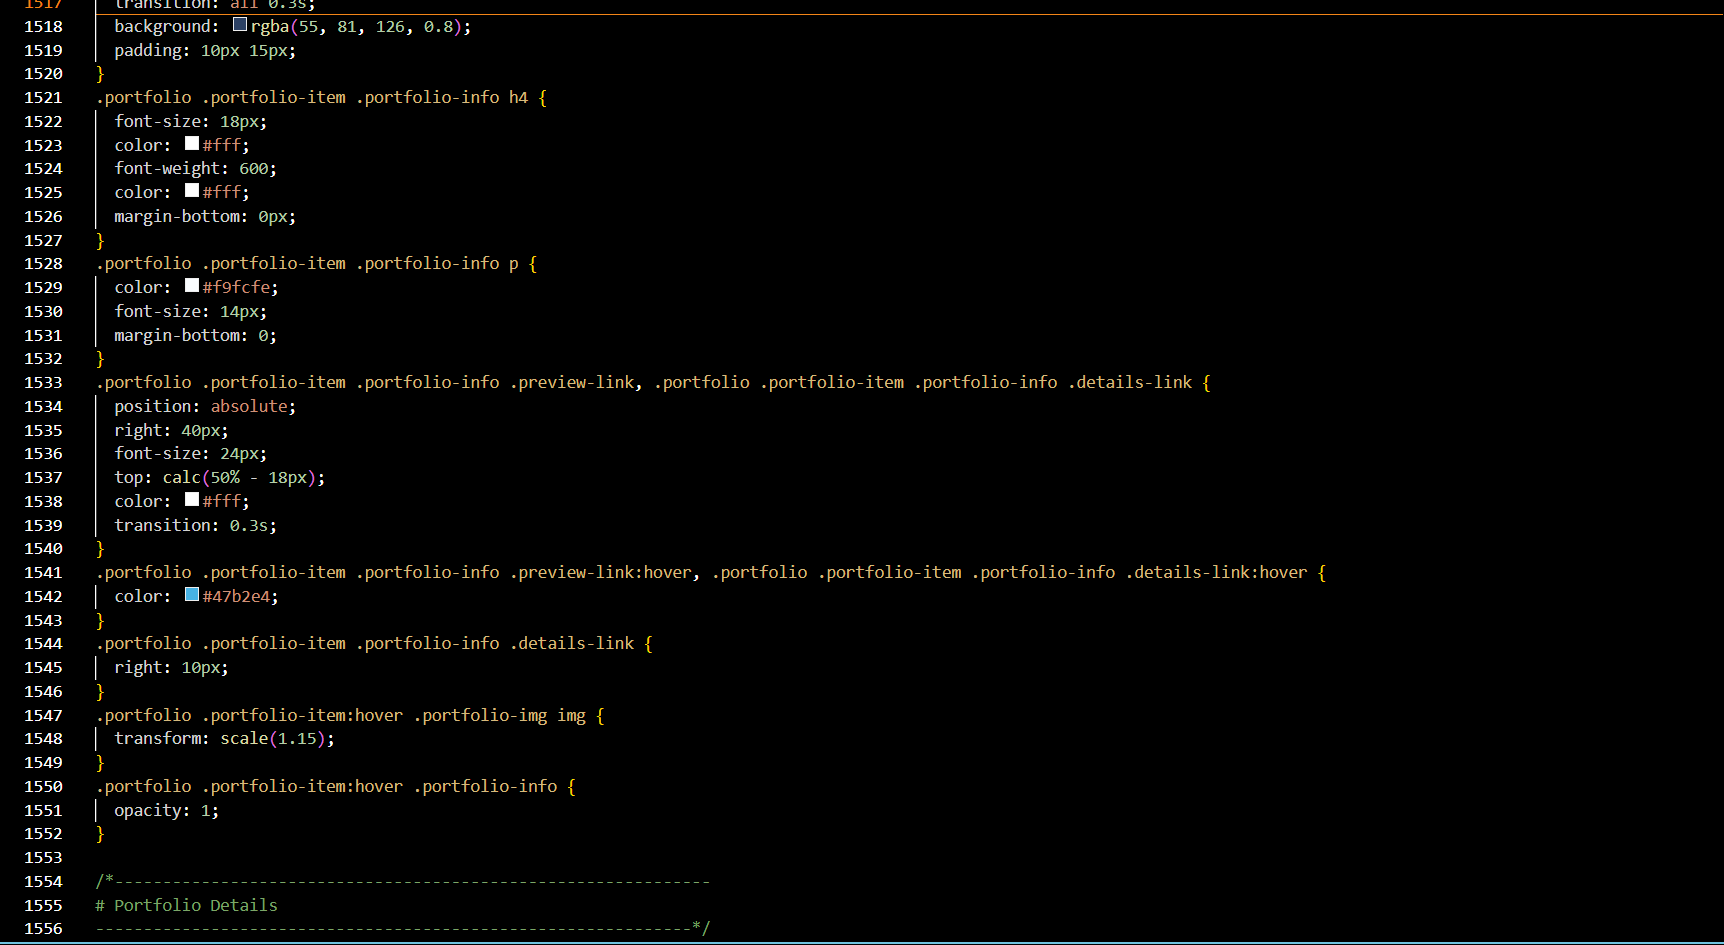 1517 transition: all 0.3s;
1518 background: rgba(55, 81, 126, 0.8);
1519 padding: 10px 15px;
1520 }
1521 .portfolio .portfolio-item .portfolio-info h4 {
1522 font-size: 18px;
1523 color: #fff;
1524 font-weight: 600;
1525 color: #fff;
1526 margin-bottom: 0px;
1527 }
1528 .portfolio .portfolio-item .portfolio-info p {
1529 color: #f9fcfe;
1530 font-size: 14px;
1531 margin-bottom: 0;
1532 }
1533 .portfolio .portfolio-item .portfolio-info .preview-link, .portfolio .portfolio-item .portfolio-info .details-link {
1534 position: absolute;
1535 right: 40px;
1536 font-size: 24px;
1537 top: calc(50% - 18px);
1538 color: #fff;
1539 transition: 0.3s;
1540 }
1541 .portfolio .portfolio-item .portfolio-info .preview-link:hover, .portfolio .portfolio-item .portfolio-info .details-link:hover {
1542 color: #47b2e4;
1543 }
1544 .portfolio .portfolio-item .portfolio-info .details-link {
1545 right: 10px;
1546 }
1547 .portfolio .portfolio-item:hover .portfolio-img img {
1548 transform: scale(1.15);
1549 }
1550 .portfolio .portfolio-item:hover .portfolio-info {
1551 opacity: 1;
1552 }
1553
1554 /*--------------------------------------------------------------
1555 # Portfolio Details
1556 --------------------------------------------------------------*/